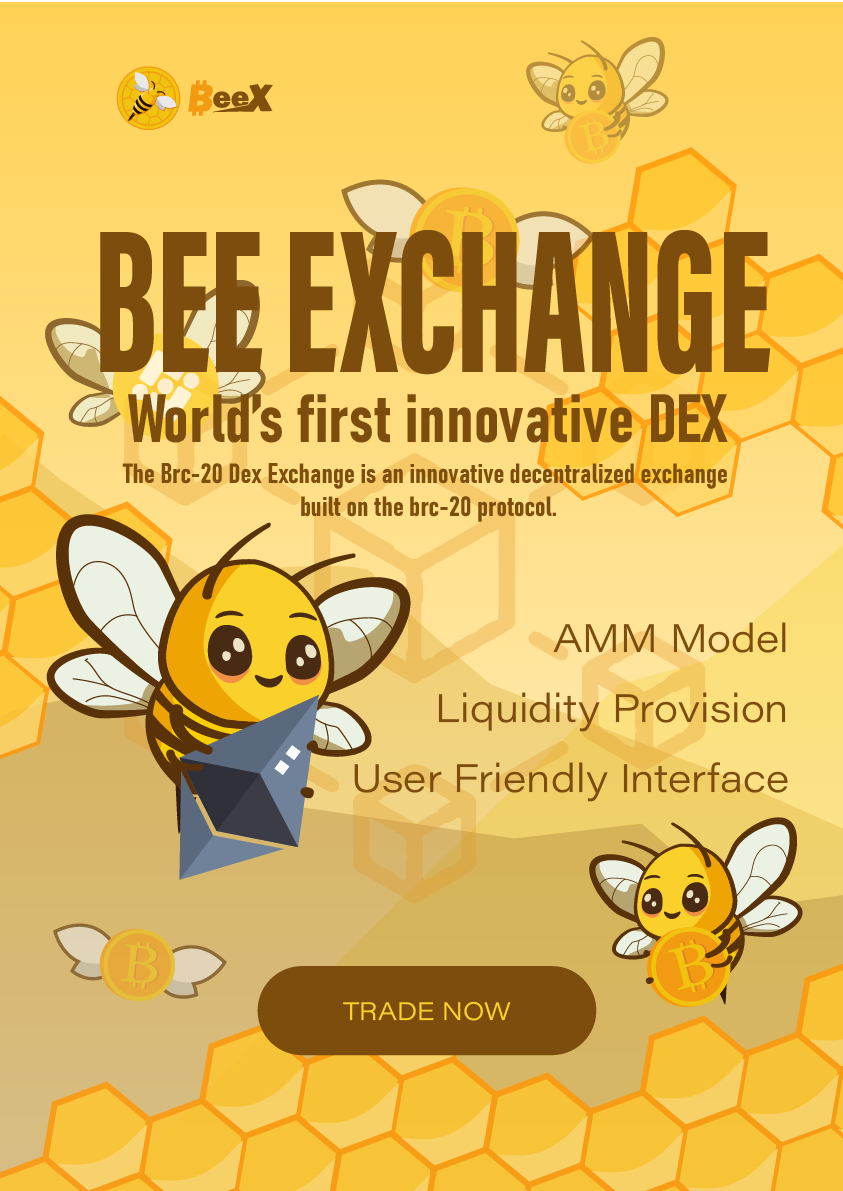 BeeX
BEE EXCHANGE
World's first innovative DEX
The Brc-20 Dex Exchange is an innovative decentralized exchange
built on the brc-20 protocol.
AMM Model
Liquidity Provision
User Friendly Interface
TRADE NOW